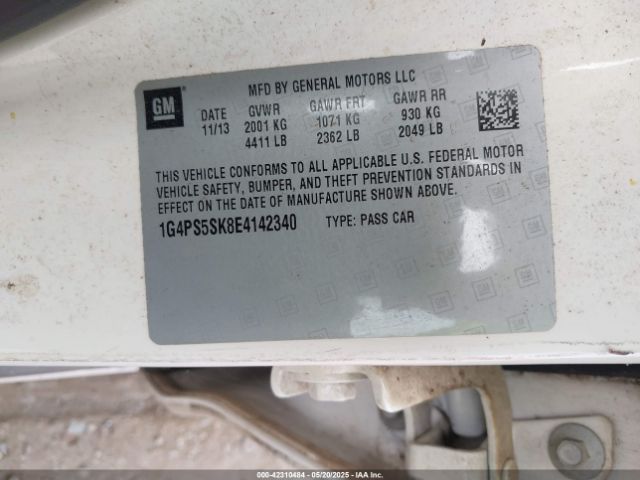 MFD BY GENERAL MOTORS LLC
GM
DATE GVWR GAWR FRT GAWR RR
11/13 2001 KG 1071 KG 930 KG
4411 LB 2362 LB 2049 LB
THIS VEHICLE CONFORMS TO ALL APPLICABLE U.S. FEDERAL MOTOR
VEHICLE SAFETY, BUMPER, AND THEFT PREVENTION STANDARDS IN
EFFECT ON THE DATE OF MANUFACTURE SHOWN ABOVE.
1G4PS5SK8E4142340 TYPE: PASS CAR
000-42310484 - 05/20/2025 - IAA Inc.